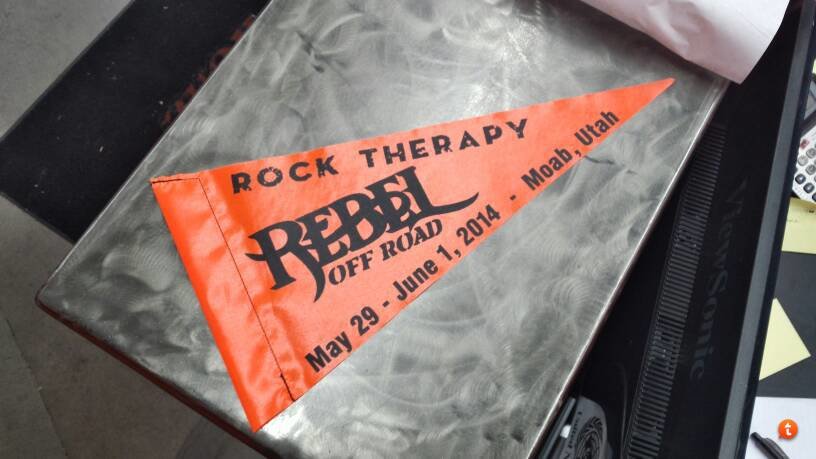 ROCK THERAPY
REBEL
OFF ROAD
May 29 - June 1, 2014 - Moab, Utah
ViewSonic
t